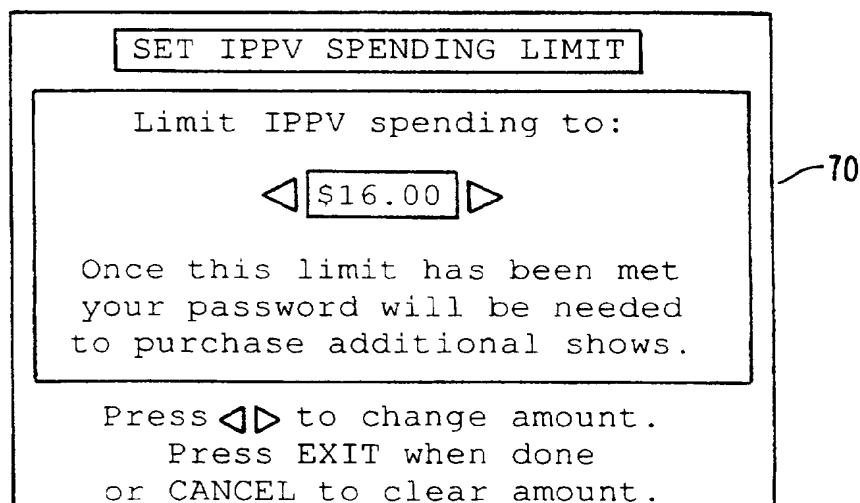 SET IPPV SPENDING LIMIT
Limit IPPV spending to:
$16.00
70
Once this limit has been met
your password will be needed
to purchase additional shows.
Press ◁▷ to change amount.
Press EXIT when done
or CANCEL to clear amount.